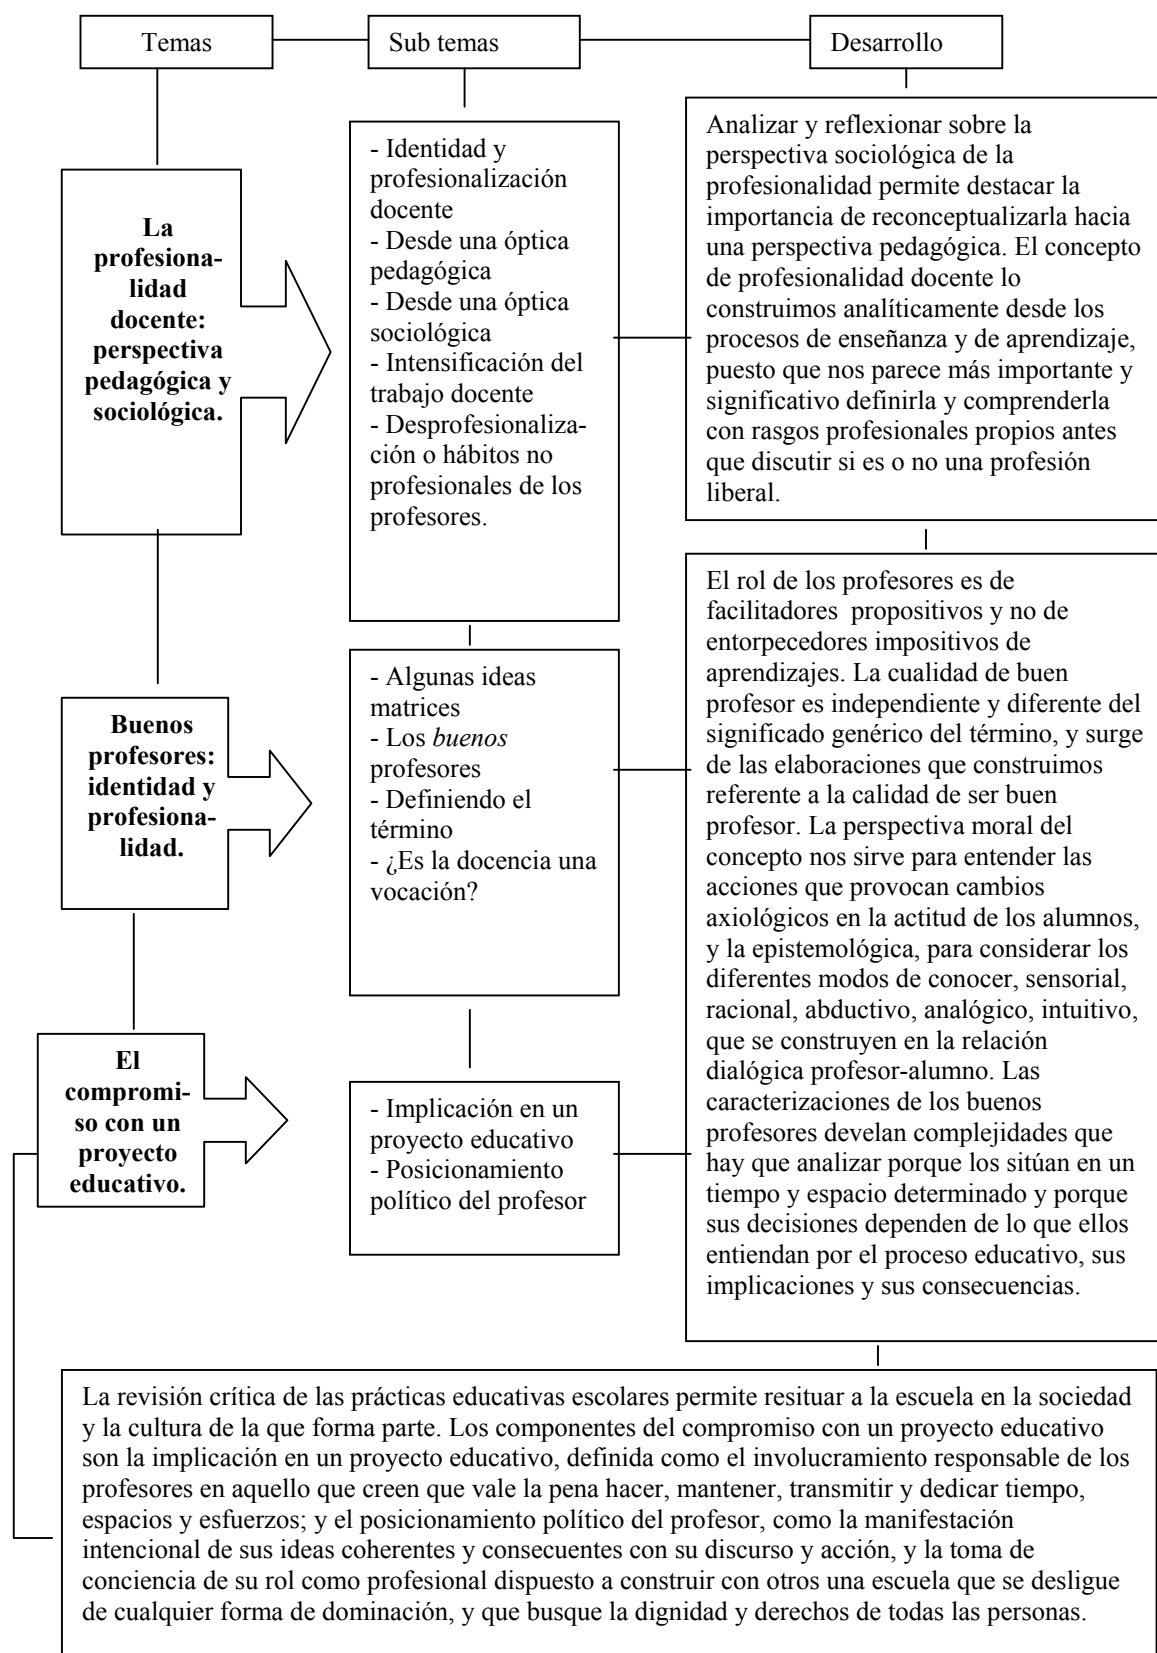 Temas
Sub temas
Desarrollo
La
profesiona-
lidad
docente:
perspectiva
pedagógica y
sociológica.
- Identidad y
profesionalización
docente
- Desde una óptica
pedagógica
- Desde una óptica
sociológica
- Intensificación del
trabajo docente
- Desprofesionaliza-
ción o hábitos no
profesionales de los
profesores.
Analizar y reflexionar sobre la
perspectiva sociológica de la
profesionalidad permite destacar la
importancia de reconceptualizarla hacia
una perspectiva pedagógica. El concepto
de profesionalidad docente lo
construimos analíticamente desde los
procesos de enseñanza y de aprendizaje,
puesto que nos parece más importante y
significativo definirla y comprenderla
con rasgos profesionales propios antes
que discutir si es o no una profesión
liberal.
Buenos
profesores:
identidad y
profesiona-
lidad.
- Algunas ideas
matrices
- Los buenos
profesores
- Definiendo el
término
- ¿Es la docencia una
vocación?
El rol de los profesores es de
facilitadores propositivos y no de
entorpecedores impositivos de
aprendizajes. La cualidad de buen
profesor es independiente y diferente del
significado genérico del término, y surge
de las elaboraciones que construimos
referente a la calidad de ser buen
profesor. La perspectiva moral del
concepto nos sirve para entender las
acciones que provocan cambios
axiológicos en la actitud de los alumnos,
y la epistemológica, para considerar los
diferentes modos de conocer, sensorial,
racional, abductivo, analógico, intuitivo,
que se construyen en la relación
dialógica profesor-alumno. Las
caracterizaciones de los buenos
profesores develan complejidades que
hay que analizar porque los sitúan en un
tiempo y espacio determinado y porque
sus decisiones dependen de lo que ellos
entiendan por el proceso educativo, sus
implicaciones y sus consecuencias.
El
compromi-
so con un
proyecto
educativo.
- Implicación en un
proyecto educativo
- Posicionamiento
político del profesor
La revisión crítica de las prácticas educativas escolares permite resituar a la escuela en la sociedad
y la cultura de la que forma parte. Los componentes del compromiso con un proyecto educativo
son la implicación en un proyecto educativo, definida como el involucramiento responsable de los
profesores en aquello que creen que vale la pena hacer, mantener, transmitir y dedicar tiempo,
espacios y esfuerzos; y el posicionamiento político del profesor, como la manifestación
intencional de sus ideas coherentes y consecuentes con su discurso y acción, y la toma de
conciencia de su rol como profesional dispuesto a construir con otros una escuela que se desligue
de cualquier forma de dominación, y que busque la dignidad y derechos de todas las personas.